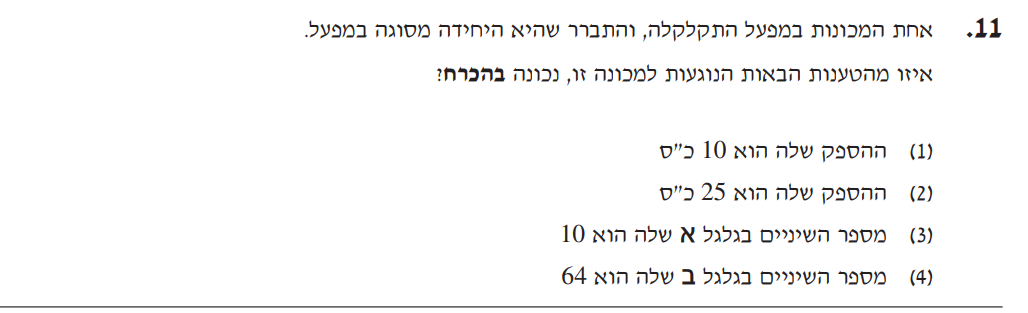 11. אחת המכונות במפעל התקלקלה, והתברר שהיא היחידה מסוגה במפעל.
איזו מהטענות הבאות הנוגעות למכונה זו, נכונה בהכרח?
(1) ההספק שלה הוא 10 כ"ס
(2) ההספק שלה הוא 25 כ"ס
(3) מספר השיניים בגלגל א שלה הוא 10
(4) מספר השיניים בגלגל ב שלה הוא 64